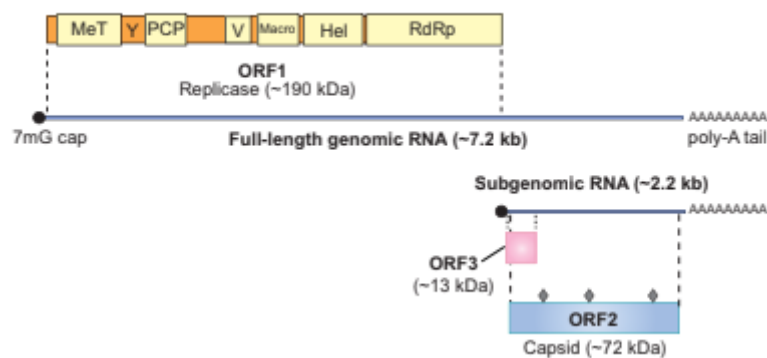 MeT Y PCP V Macro Hel RdRp
ORF1
Replicase (~190 kDa)
AAAAAAAAA
7mG cap Full-length genomic RNA (~7.2 kb) poly-A tail
Subgenomic RNA (~2.2 kb)
AAAAAAAAA
ORF3
(~13 kDa)
ORF2
Capsid (~72 kDa)